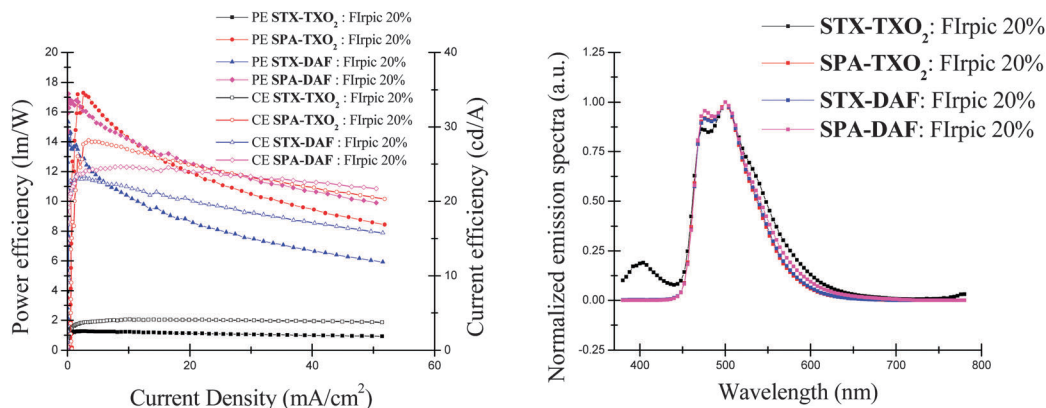 PE STX-TXO₂ : FIrpic 20%
PE SPA-TXO₂ : FIrpic 20%
PE STX-DAF : FIrpic 20%
PE SPA-DAF : FIrpic 20%
CE STX-TXO₂ : FIrpic 20%
CE SPA-TXO₂ : FIrpic 20%
CE STX-DAF : FIrpic 20%
CE SPA-DAF : FIrpic 20%
Power efficiency (lm/W)
20
18
16
14
12
10
8
6
4
2
0
0 20 40 60
Current Density (mA/cm²)
40
30
20
10
0
Current efficiency (cd/A)
STX-TXO₂: FIrpic 20%
SPA-TXO₂: FIrpic 20%
STX-DAF: FIrpic 20%
SPA-DAF: FIrpic 20%
Normalized emission spectra (a.u.)
1.25
1.00
0.75
0.50
0.25
0.00
-0.25
400 500 600 700 800
Wavelength (nm)